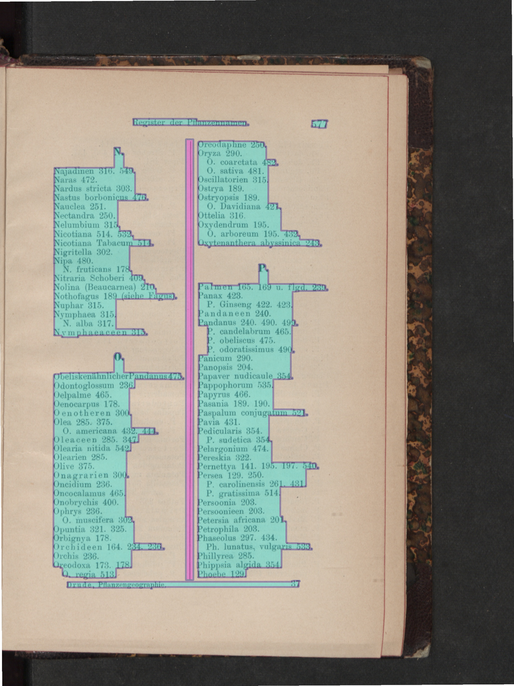 Register der Pflanzennamen. 577
N.
Najadineen 316. 549.
Naras 472.
Nardus stricta 303.
Nastus borbonicus 479.
Nauclea 251.
Nectandra 250.
Nelumbium 315.
Nicotiana 514. 532.
Nicotiana Tabacum 514.
Nigritella 302.
Nipa 480.
N. fruticans 178.
Nitraria Schoberi 409.
Nolina (Beaucarnea) 210.
Nothofagus 189 (siehe Fagus).
Nuphar 315.
Nymphaea 315.
N. alba 317.
Nymphaeaceen 315.
O.
Obeliskenähnlicher Pandanus 475.
Odontoglossum 236.
Oelpalme 465.
Oenocarpus 178.
Oenotheren 300.
Olea 285. 375.
O. americana 432. 444.
Oleaceen 285. 347.
Olearia nitida 542.
Olearien 285.
Olive 375.
Onagrarien 300.
Oncidium 236.
Oncocalamus 465.
Onobrychis 400.
Ophrys 236.
O. muscifera 302.
Opuntia 321. 325.
Orbignya 178.
Orchideen 164. 234. 236.
Orchis 236.
Oreodoxa 173. 178.
O. regia 513.
Oreodaphne 250.
Oryza 290.
O. coarctata
O. sativa 481.
Oscillatorien 315.
Ostrya 189.
Ostryopsis 189.
O. Davidiana 421.
Ottelia 316.
Oxydendrum 195.
O. arboreum 195. 432.
Oxytenanthera abyssinica 243.
P.
Palmen 165. 169 u. flgd. 239.
Panax 423.
P. Ginseng 422. 423.
Pandaneen 240.
Pandanus 240. 490. 492.
P. candelabrum 465.
P. obeliscus 475.
P. odoratissimus 490.
Panicum 290.
Panopsis 204.
Papaver nudicaule 354.
Pappophorum 535.
Papyrus 466.
Pasania 189. 190.
Paspalum conjugatum 521.
Pavia 431.
Pedicularis 354.
P. sudetica 354.
Pelargonium 474.
Pereskia 322.
Pernettya 141. 195. 197. 540.
Persea 129. 250.
P. carolinensis 261. 431.
P. gratissima 514.
Persoonia 203.
Persoonieen 203.
Petersia africana 201.
Petrophila 203.
Phaseolus 297. 434.
Ph. lunatus, vulgaris 532.
Phillyrea 285.
Phippsia algida 354.
Phoebe 129.
Drude, Pflanzengeographie. 37